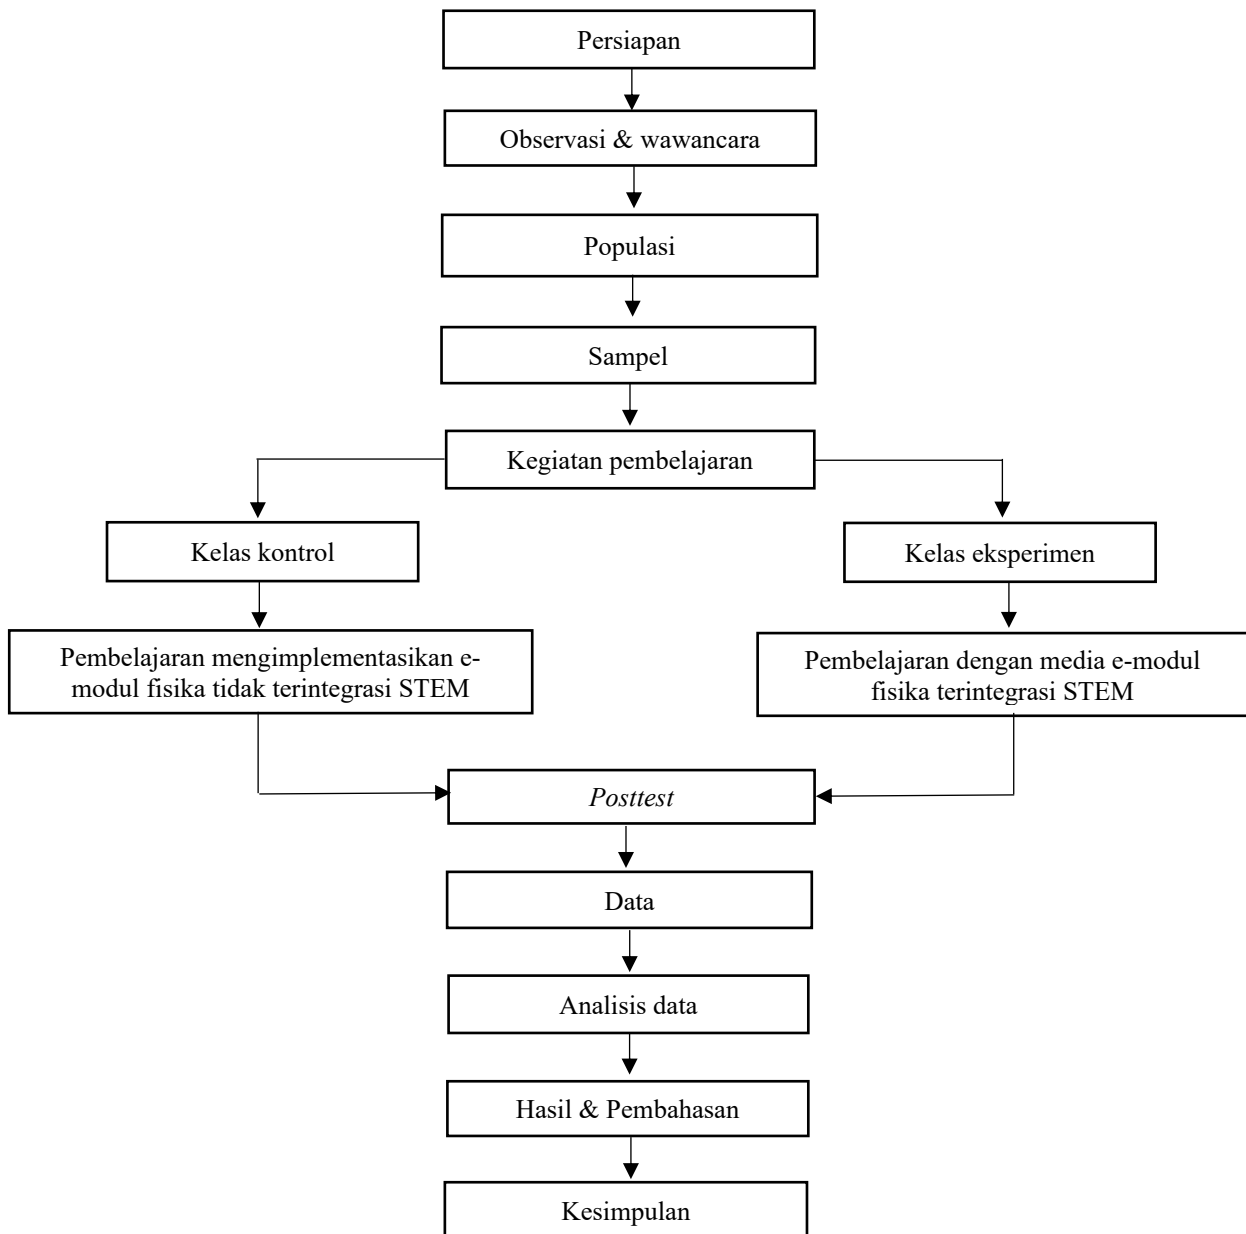 Persiapan
Observasi & wawancara
Populasi
Sampel
Kegiatan pembelajaran
Kelas kontrol
Kelas eksperimen
Pembelajaran mengimplementasikan e-
modul fisika tidak terintegrasi STEM
Pembelajaran dengan media e-modul
fisika terintegrasi STEM
Posttest
Data
Analisis data
Hasil & Pembahasan
Kesimpulan